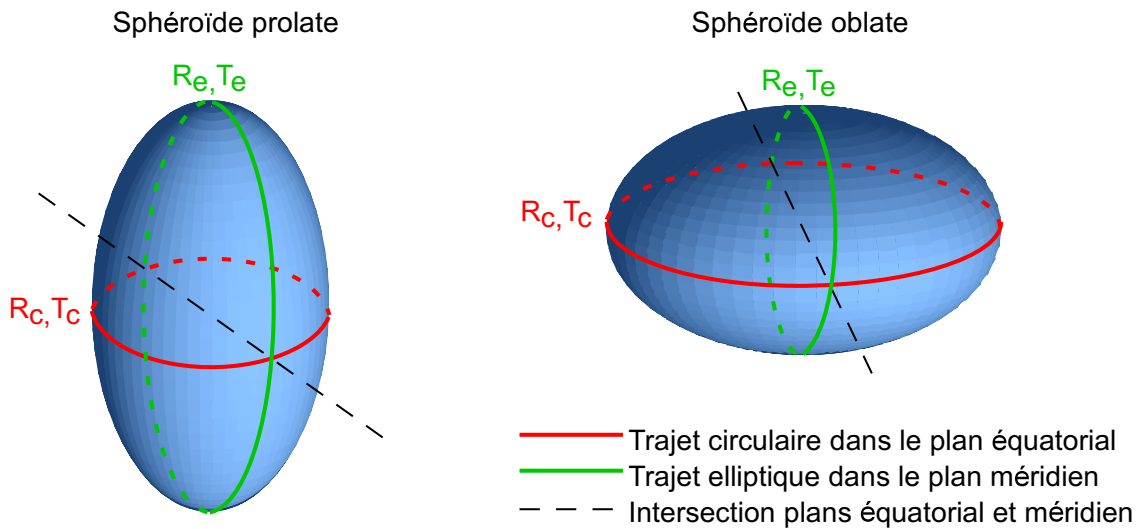 Sphéroïde prolate
Sphéroïde oblate
Re,Te
Re,Te
Rc,Tc
Rc,Tc
Trajet circulaire dans le plan équatorial
Trajet elliptique dans le plan méridien
Intersection plans équatorial et méridien